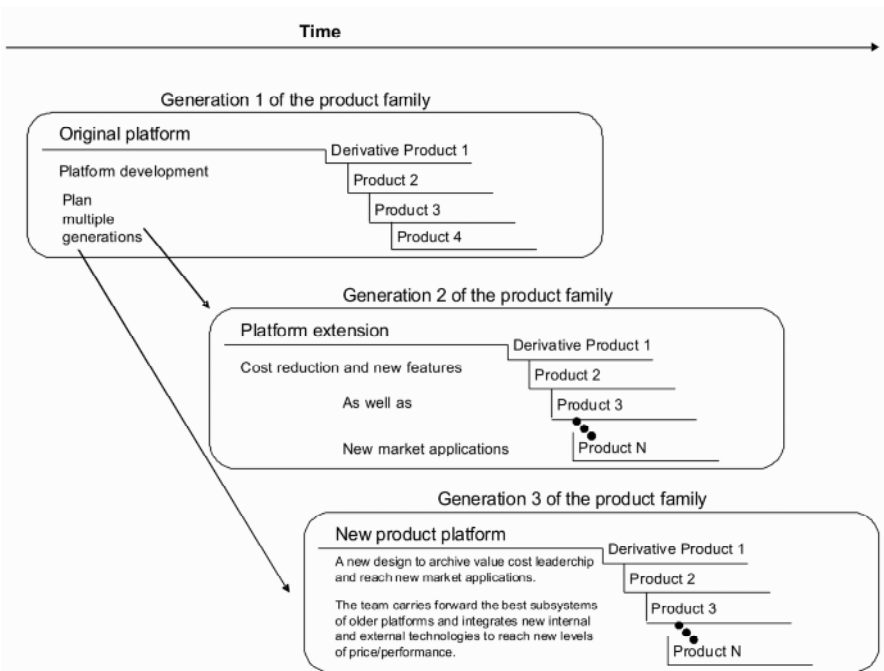 Time
Generation 1 of the product family
Original platform
Derivative Product 1
Platform development
Product 2
Plan
multiple
generations
Product 3
Product 4
Generation 2 of the product family
Platform extension
Derivative Product 1
Cost reduction and new features
Product 2
As well as
Product 3
New market applications
Product N
Generation 3 of the product family
New product platform
Derivative Product 1
A new design to archive value cost leadership
and reach new market applications.
Product 2
The team carries forward the best subsystems
of older platforms and integrates new internal
and external technologies to reach new levels
of price/performance.
Product 3
Product N